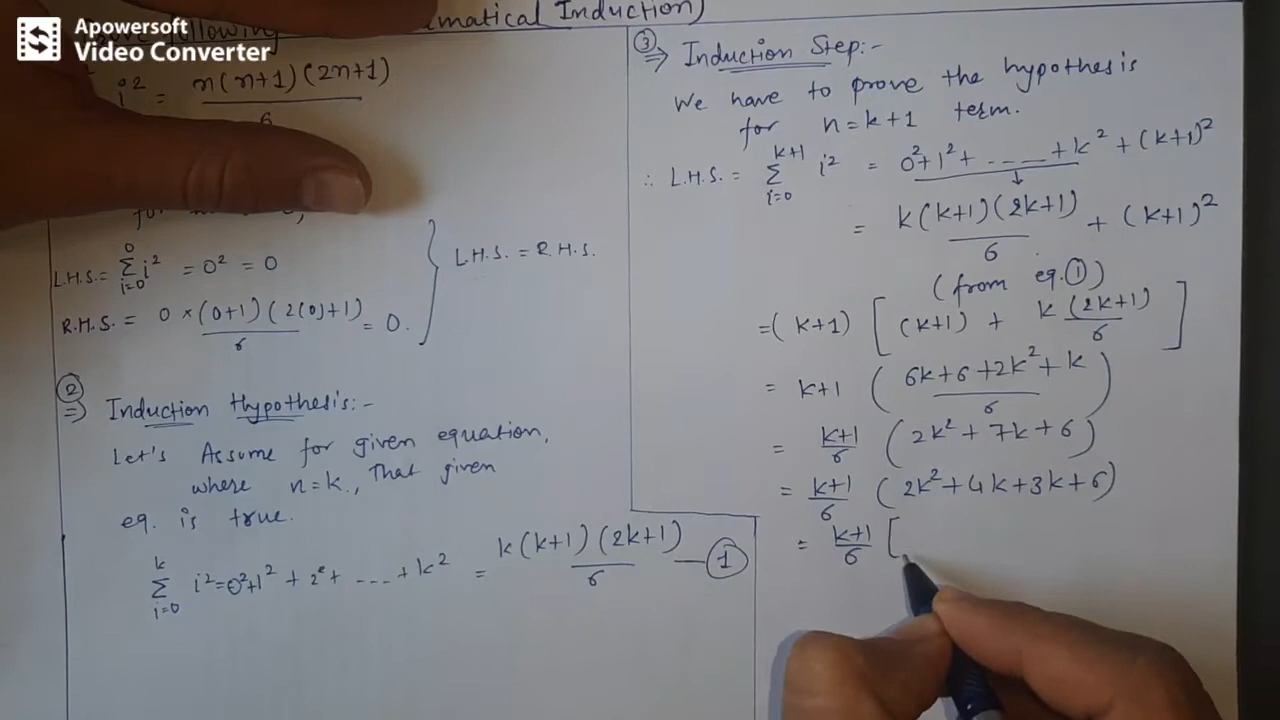 Apowersoft
Video Converter
following
matical Induction)
i² = n(n+1)(2n+1)
6
L.H.S. = Σ i=0 0 i² = 0² = 0
R.H.S. = 0 × (0+1)(2(0)+1) / 6 = 0.
L.H.S. = R.H.S.
② ⇒ Induction Hypothesis:-
Let's Assume for given equation,
where n=k., That given
eq. is true.
Σ i=0 k i² = 0²+1² + 2² + ---- + k² = k(k+1)(2k+1) / 6 — ①
③ ⇒ Induction Step:-
We have to prove the hypothesis
for n=k+1 term.
∴ L.H.S. = Σ i=0 k+1 i² = 0²+1²+ ---- +k² + (k+1)²
= k(k+1)(2k+1) / 6 + (k+1)²
(from eq.①)
=(k+1) [ (k+1) + k(2k+1) / 6 ]
= k+1 ( 6k+6+2k²+k / 6 )
= k+1 / 6 ( 2k²+7k+6 )
= k+1 / 6 ( 2k²+4k+3k+6 )
= k+1 / 6 [